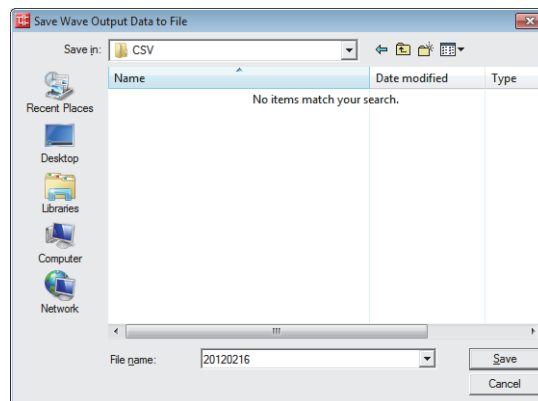 Save Wave Output Data to File
Save in: CSV
Name Date modified Type
No items match your search.
Recent Places
Desktop
Libraries
Computer
Network
File name: 20120216
Save
Cancel